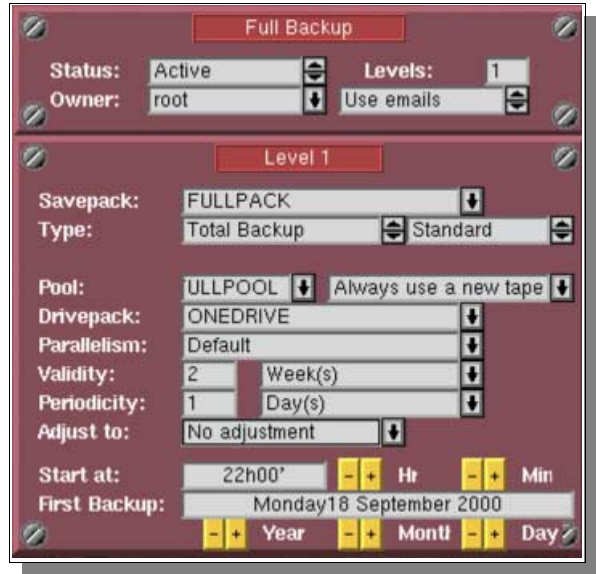 Full Backup
Status: Active Levels: 1
Owner: root Use emails
Level 1
Savepack: FULLPACK
Type: Total Backup Standard
Pool: ULLPOOL Always use a new tape
Drivepack: ONEDRIVE
Parallelism: Default
Validity: 2 Week(s)
Periodicity: 1 Day(s)
Adjust to: No adjustment
Start at: 22h00' - + Hr - + Min
First Backup: Monday18 September 2000
- + Year - + Month - + Day